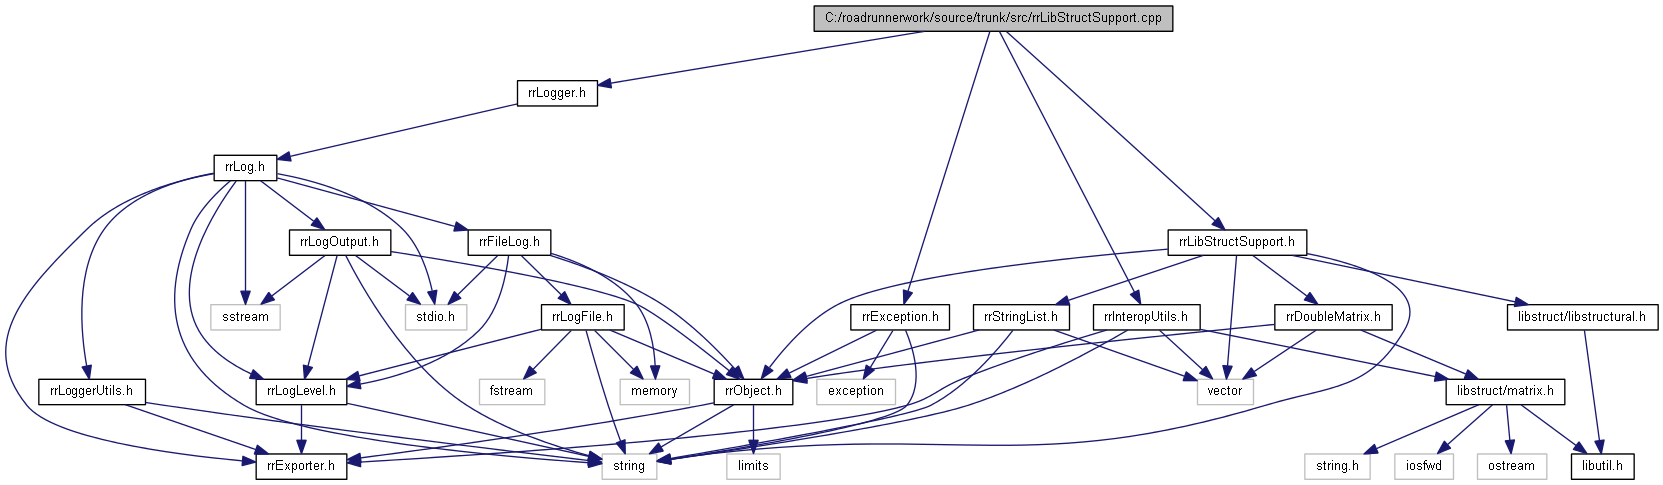 C:/roadrunnerwork/source/trunk/src/rrLibStructSupport.cpp
rrLogger.h
rrLog.h
rrLogOutput.h
rrFileLog.h
rrLibStructSupport.h
sstream
stdio.h
rrLogFile.h
rrException.h
rrStringList.h
rrInteropUtils.h
rrDoubleMatrix.h
libstruct/libstructural.h
rrLoggerUtils.h
rrLogLevel.h
fstream
memory
rrObject.h
exception
vector
libstruct/matrix.h
rrExporter.h
string
limits
string.h
iosfwd
ostream
libutil.h